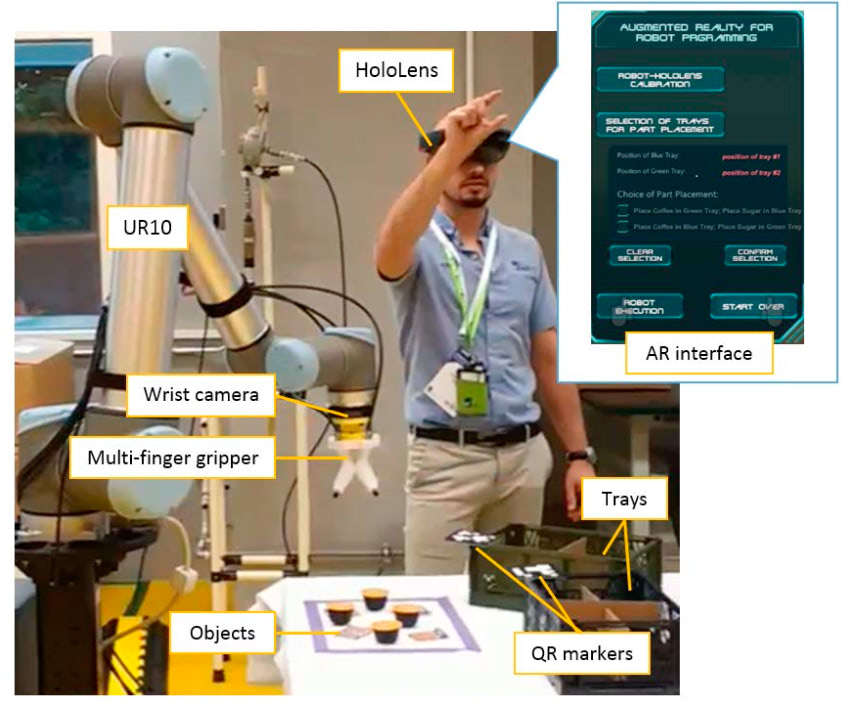 HoloLens
UR10
Wrist camera
Multi-finger gripper
Objects
Trays
QR markers
AUGMENTED REALITY FOR
ROBOT PRGRAMMING
ROBOT-HOLOLENS
CALIBRATION
SELECTION OF TRAYS
FOR PART PLACEMENT
Position of Blue Tray: position of tray #1
Position of Green Tray: position of tray #2
Choice of Part Placement:
Place Coffee in Green Tray; Place Sugar in Blue Tray
Place Coffee in Blue Tray; Place Sugar in Green Tray
CLEAR
SELECTION
CONFIRM
SELECTION
ROBOT
EXECUTION
START OVER
AR interface